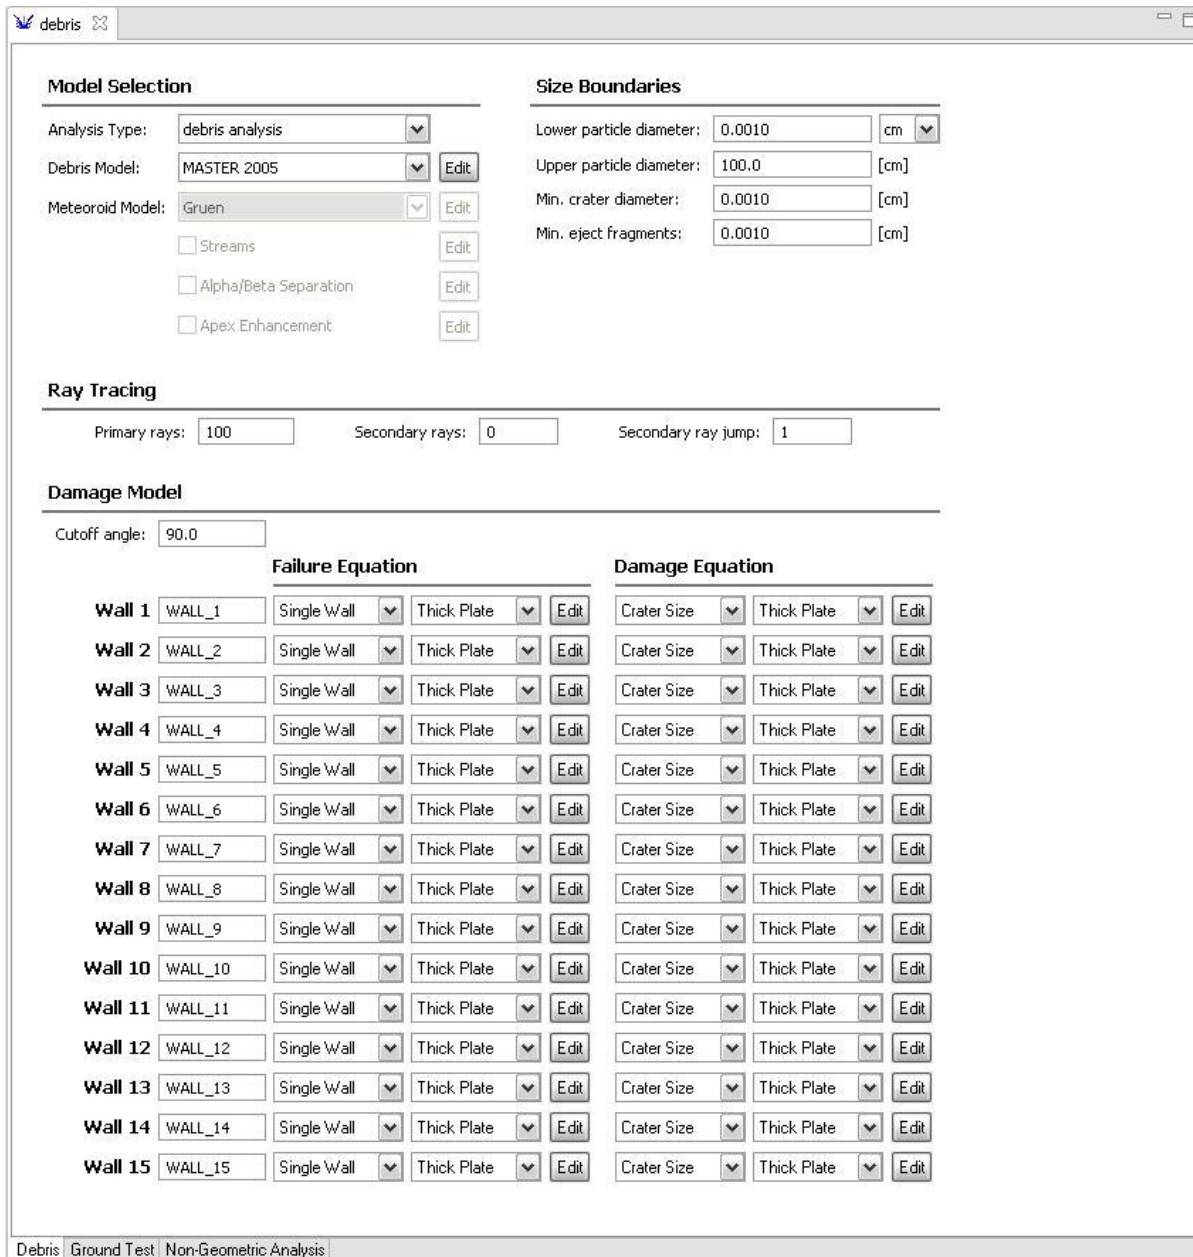 debris
Model Selection
Analysis Type: debris analysis
Debris Model: MASTER 2005 Edit
Meteoroid Model: Gruen Edit
Streams Edit
Alpha/Beta Separation Edit
Apex Enhancement Edit
Size Boundaries
Lower particle diameter: 0.0010 cm
Upper particle diameter: 100.0 [cm]
Min. crater diameter: 0.0010 [cm]
Min. eject fragments: 0.0010 [cm]
Ray Tracing
Primary rays: 100 Secondary rays: 0 Secondary ray jump: 1
Damage Model
Cutoff angle: 90.0
Failure Equation Damage Equation
Wall 1 WALL_1 Single Wall Thick Plate Edit Crater Size Thick Plate Edit
Wall 2 WALL_2 Single Wall Thick Plate Edit Crater Size Thick Plate Edit
Wall 3 WALL_3 Single Wall Thick Plate Edit Crater Size Thick Plate Edit
Wall 4 WALL_4 Single Wall Thick Plate Edit Crater Size Thick Plate Edit
Wall 5 WALL_5 Single Wall Thick Plate Edit Crater Size Thick Plate Edit
Wall 6 WALL_6 Single Wall Thick Plate Edit Crater Size Thick Plate Edit
Wall 7 WALL_7 Single Wall Thick Plate Edit Crater Size Thick Plate Edit
Wall 8 WALL_8 Single Wall Thick Plate Edit Crater Size Thick Plate Edit
Wall 9 WALL_9 Single Wall Thick Plate Edit Crater Size Thick Plate Edit
Wall 10 WALL_10 Single Wall Thick Plate Edit Crater Size Thick Plate Edit
Wall 11 WALL_11 Single Wall Thick Plate Edit Crater Size Thick Plate Edit
Wall 12 WALL_12 Single Wall Thick Plate Edit Crater Size Thick Plate Edit
Wall 13 WALL_13 Single Wall Thick Plate Edit Crater Size Thick Plate Edit
Wall 14 WALL_14 Single Wall Thick Plate Edit Crater Size Thick Plate Edit
Wall 15 WALL_15 Single Wall Thick Plate Edit Crater Size Thick Plate Edit
Debris Ground Test Non-Geometric Analysis